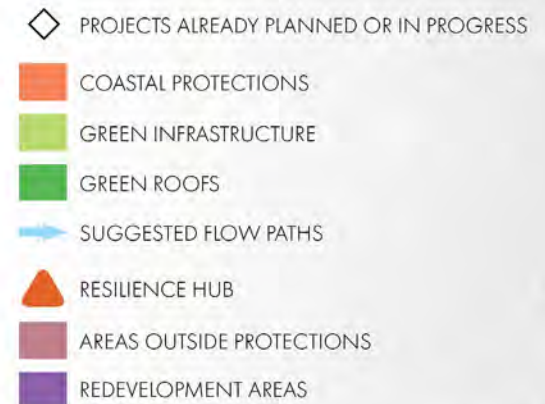 PROJECTS ALREADY PLANNED OR IN PROGRESS
COASTAL PROTECTIONS
GREEN INFRASTRUCTURE
GREEN ROOFS
SUGGESTED FLOW PATHS
RESILIENCE HUB
AREAS OUTSIDE PROTECTIONS
REDEVELOPMENT AREAS